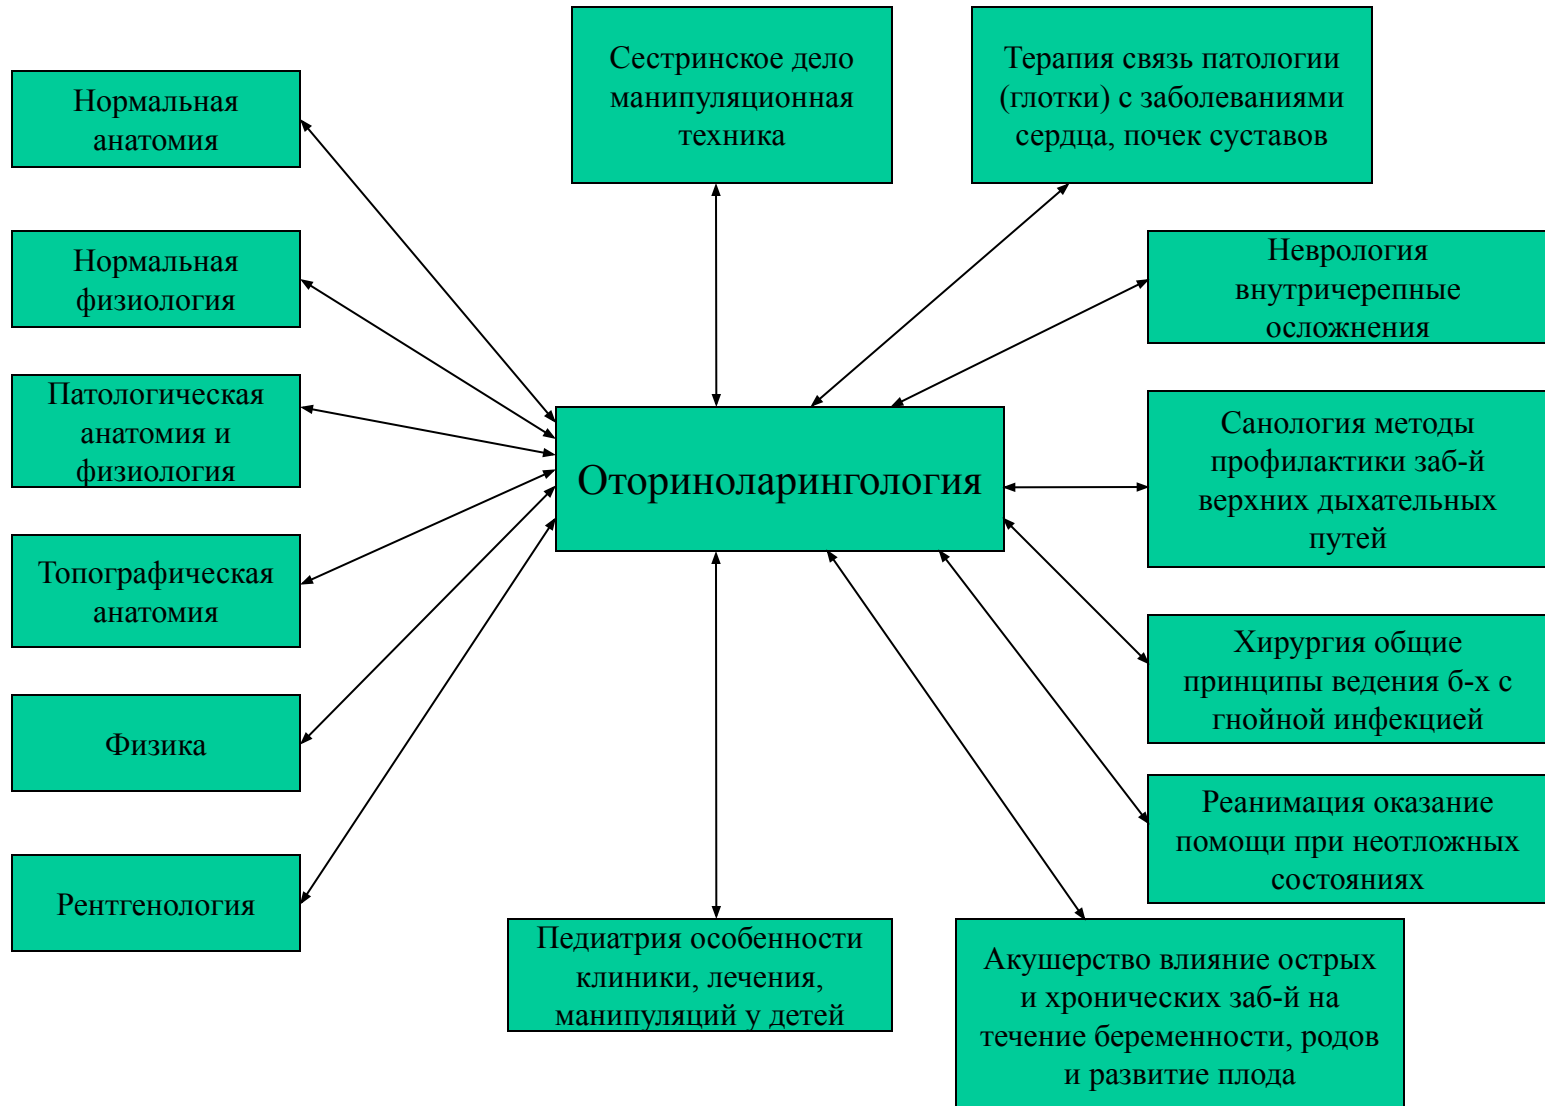 Сестринское дело
манипуляционная
техника
Терапия связь патологии
(глотки) с заболеваниями
сердца, почек суставов
Нормальная
анатомия
Нормальная
физиология
Неврология
внутричерепные
осложнения
Патологическая
анатомия и
физиология
Оториноларингология
Санология методы
профилактики заб-й
верхних дыхательных
путей
Топографическая
анатомия
Хирургия общие
принципы ведения б-х с
гнойной инфекцией
Физика
Реанимация оказание
помощи при неотложных
состояниях
Рентгенология
Педиатрия особенности
клиники, лечения,
манипуляций у детей
Акушерство влияние острых
и хронических заб-й на
течение беременности, родов
и развитие плода